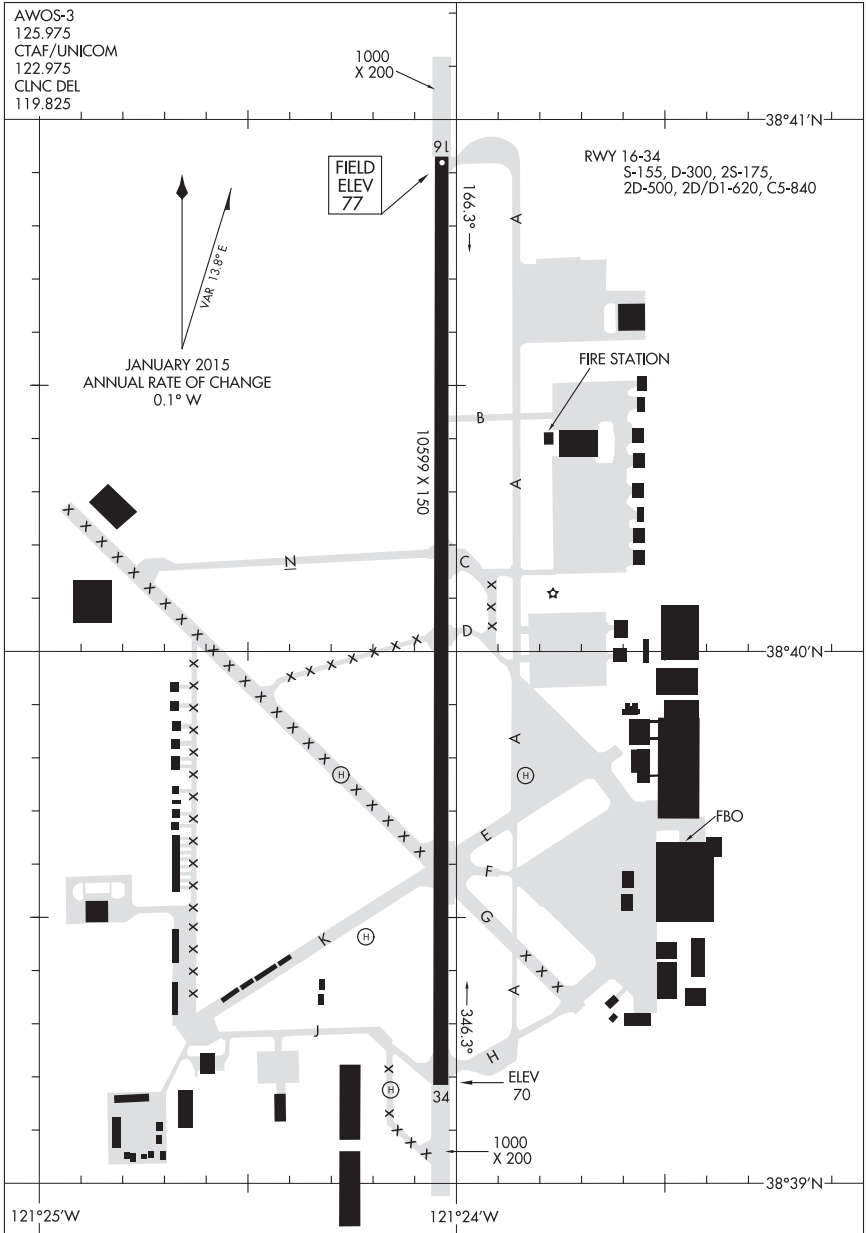 AWOS-3
125.975
CTAF/UNICOM
122.975
CLNC DEL
119.825
1000
X 200
38°41'N
16
FIELD
ELEV
77
RWY 16-34
S-155, D-300, 2S-175,
2D-500, 2D/D1-620, C5-840
166.3°
A
VAR 13.8° E
JANUARY 2015
ANNUAL RATE OF CHANGE
0.1° W
FIRE STATION
B
10599 X 150
A
X X X X X X X X X X X X X X X X X X X X X X X
N
C
X X X
D
X X X X X X X
38°40'N
X X X X X X X X X X X X X X X X
A
H
H
FBO
E
F
G
K
H
X X X
A
346.3°
J
H
X X X X X
H
ELEV
70
34
1000
X 200
38°39'N
121°25'W
121°24'W